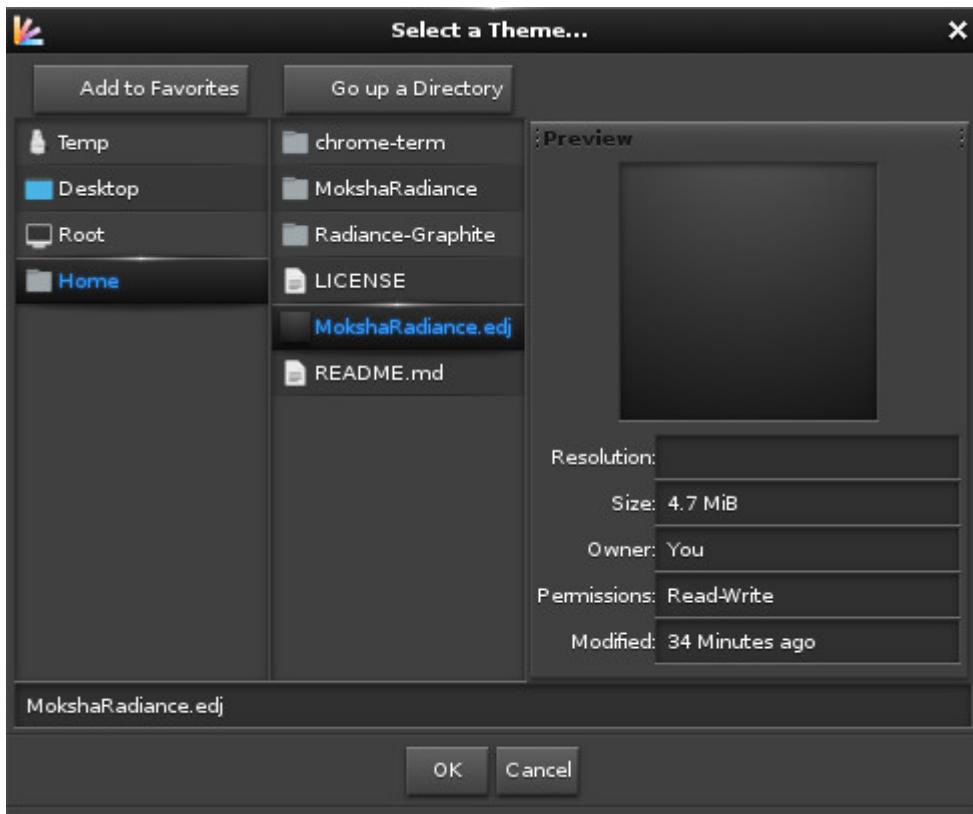 Select a Theme...
Add to Favorites
Go up a Directory
Temp
Desktop
Root
Home
chrome-term
MokshaRadiance
Radiance-Graphite
LICENSE
MokshaRadiance.edj
README.md
Preview
Resolution:
Size: 4.7 MiB
Owner: You
Permissions: Read-Write
Modified: 34 Minutes ago
MokshaRadiance.edj
OK
Cancel